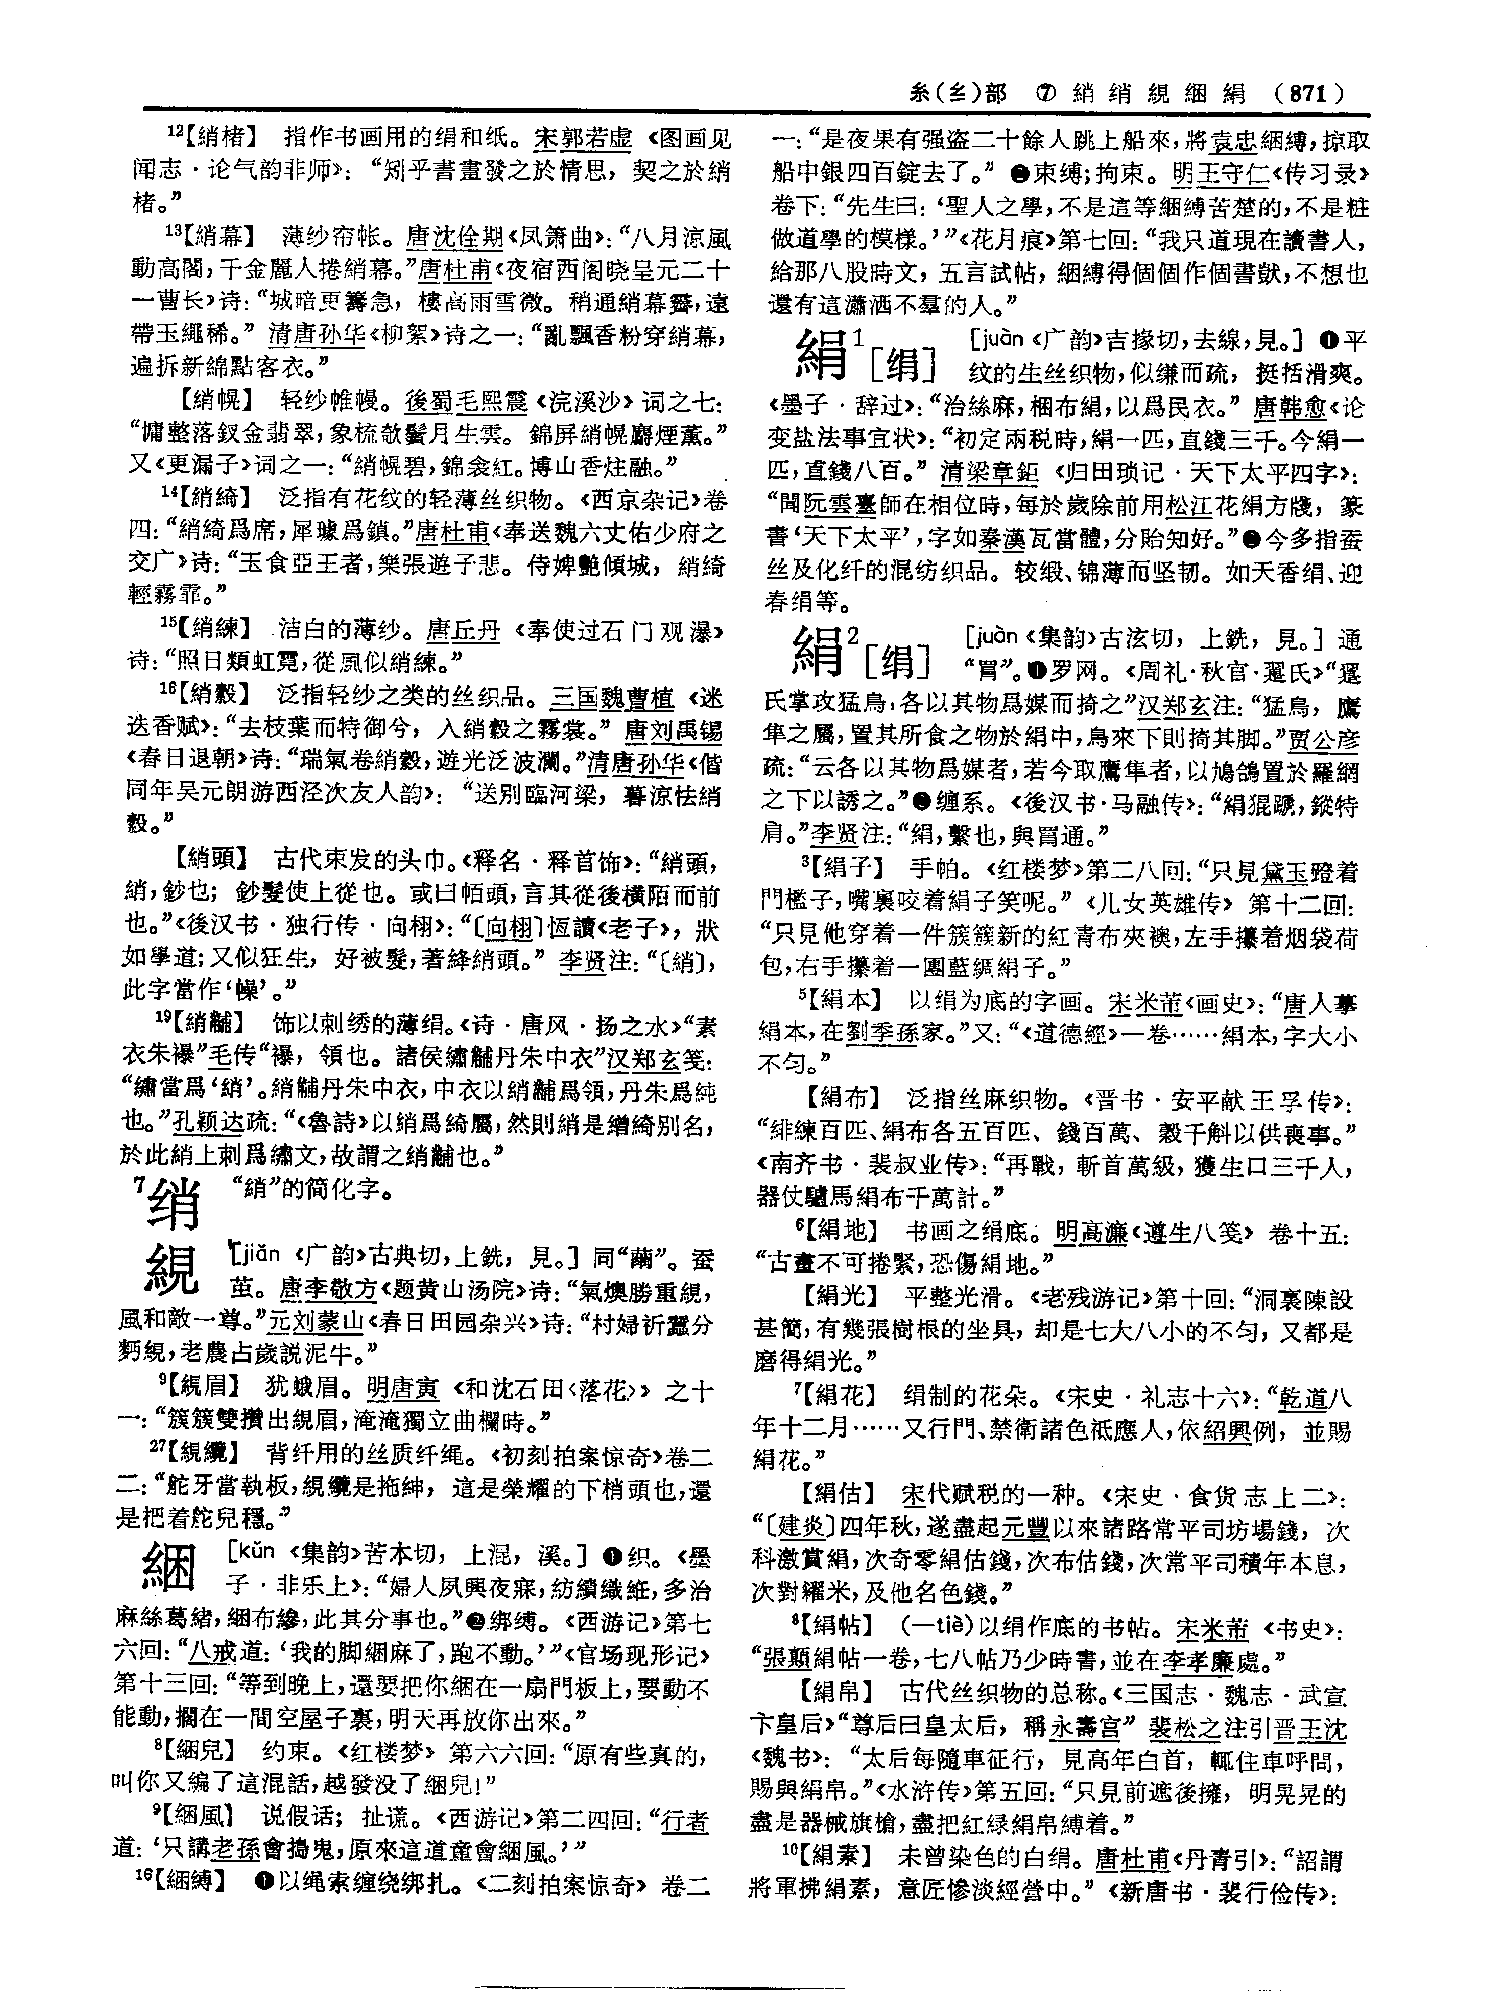 糸(纟)部　⑦ 綃 绡 絸 綑 絹　(871)
12【綃楮】　指作书画用的绢和纸。宋郭若虚《图画见
闻志·论气韵非师》：“矧乎書畫發之於情思，契之於綃
楮。”
13【綃幕】　薄纱帘帐。唐沈佺期《凤箫曲》：“八月涼風
動高閣，千金麗人捲綃幕。”唐杜甫《夜宿西阁晓呈元二十
一曹长》诗：“城暗更籌急，樓高雨雪微。稍通綃幕霽，遠
帶玉繩稀。”清唐孙华《柳絮》诗之一：“亂飄香粉穿綃幕，
遍拆新綿點客衣。”
【綃幌】　轻纱帷幔。後蜀毛熙震《浣溪沙》词之七：
“慵整落釵金翡翠，象梳欹鬢月生雲。錦屏綃幌麝煙薰。”
又《更漏子》词之一：“綃幌碧，錦衾紅。博山香炷融。”
14【綃綺】　泛指有花纹的轻薄丝织物。《西京杂记》卷
四：“綃綺爲席，犀璩爲鎮。”唐杜甫《奉送魏六丈佑少府之
交广》诗：“玉食亞王者，樂張遊子悲。侍婢艷傾城，綃綺
輕霧霏。”
15【綃練】　洁白的薄纱。唐丘丹《奉使过石门观瀑》
诗：“照日類虹霓，從風似綃練。”
16【綃縠】　泛指轻纱之类的丝织品。三国魏曹植《迷
迭香赋》：“去枝葉而特御兮，入綃縠之霧裳。”唐刘禹锡
《春日退朝》诗：“瑞氣卷綃縠，遊光泛波瀾。”清唐孙华《偕
同年吴元朗游西泾次友人韵》：“送别臨河梁，暮涼怯綃
縠。”
【綃頭】　古代束发的头巾。《释名·释首饰》：“綃頭，
綃，鈔也；鈔髮使上從也。或曰帕頭，言其從後橫陌而前
也。”《後汉书·独行传·向栩》：“〔向栩〕恆讀《老子》，狀
如學道；又似狂生，好被髮，著絳綃頭。”李贤注：“〔綃〕，
此字當作‘幧’。”
19【綃黼】　饰以刺绣的薄绢。《诗·唐风·扬之水》“素
衣朱襮”毛传“襮，領也。諸侯繡黼丹朱中衣”汉郑玄笺：
“繡當爲‘綃’。綃黼丹朱中衣，中衣以綃黼爲領，丹朱爲純
也。”孔颖达疏：“《魯詩》以綃爲綺屬，然則綃是繒綺别名，
於此綃上刺爲繡文，故謂之綃黼也。”
7绡　“綃”的简化字。
絸　[jiǎn《广韵》古典切，上銑，見。]同“繭”。蚕
茧。唐李敬方《题黄山汤院》诗：“氣燠勝重絸，
風和敵一尊。”元刘蒙山《春日田园杂兴》诗：“村婦祈蠶分
麪絸，老農占歲説泥牛。”
9【絸眉】　犹蛾眉。明唐寅《和沈石田〈落花〉》之十
一：“簇簇雙攢出絸眉，淹淹獨立曲欄時。”
27【絸纜】　背纤用的丝质纤绳。《初刻拍案惊奇》卷二
二：“舵牙當執板，絸纜是拖紳，這是榮耀的下梢頭也，還
是把着舵兒穩。”
綑　[kǔn《集韵》苦本切，上混，溪。]❶织。《墨
子·非乐上》：“婦人夙興夜寐，紡績織絍，多治
麻絲葛緒，綑布縿，此其分事也。”❷绑缚。《西游记》第七
六回：“八戒道：‘我的脚綑麻了，跑不動。’”《官场现形记》
第十三回：“等到晚上，還要把你綑在一扇門板上，要動不
能動，擱在一間空屋子裏，明天再放你出來。”
8【綑兒】　约束。《红楼梦》第六六回：“原有些真的，
叫你又編了這混話，越發没了綑兒！”
9【綑風】　说假话；扯谎。《西游记》第二四回：“行者
道：‘只講老孫會搗鬼，原來這道童會綑風。’”
16【綑縛】　❶以绳索缠绕绑扎。《二刻拍案惊奇》卷二
一：“是夜果有强盗二十餘人跳上船來，將袁忠綑縛，掠取
船中銀四百錠去了。”❷束缚；拘束。明王守仁《传习录》
卷下：“先生曰：‘聖人之學，不是這等綑縛苦楚的，不是粧
做道學的模樣。’”《花月痕》第七回：“我只道現在讀書人，
給那八股時文，五言試帖，綑縛得個個作個書獃，不想也
還有這瀟洒不羣的人。”
絹1[绢]　[juàn《广韵》吉掾切，去線，見。]❶平
纹的生丝织物，似缣而疏，挺括滑爽。
《墨子·辞过》：“治絲麻，梱布絹，以爲民衣。”唐韩愈《论
变盐法事宜状》：“初定兩税時，絹一匹，直錢三千。今絹一
匹，直錢八百。”清梁章鉅《归田琐记·天下太平四字》：
“聞阮雲臺師在相位時，每於歲除前用松江花絹方牋，篆
書‘天下太平’，字如秦漢瓦當體，分貽知好。”❷今多指蚕
丝及化纤的混纺织品。较缎、锦薄而坚韧。如天香绢、迎
春绢等。
絹2[绢]　[juàn《集韵》古泫切，上銑，見。]通
“罥”。❶罗网。《周礼·秋官·翨氏》“翨
氏掌攻猛鳥，各以其物爲媒而掎之”汉郑玄注：“猛鳥，鷹
隼之屬，置其所食之物於絹中，鳥來下則掎其脚。”贾公彦
疏：“云各以其物爲媒者，若今取鷹隼者，以鳩鴿置於羅網
之下以誘之。”❷缠系。《後汉书·马融传》：“絹猑蹏，鏦特
肩。”李贤注：“絹，繫也，與罥通。”
3【絹子】　手帕。《红楼梦》第二八回：“只見黛玉蹬着
門檻子，嘴裏咬着絹子笑呢。”《儿女英雄传》第十二回：
“只見他穿着一件簇簇新的紅青布夾襖，左手攥着烟袋荷
包，右手攥着一團藍綢絹子。”
5【絹本】　以绢为底的字画。宋米芾《画史》：“唐人摹
絹本，在劉季孫家。”又：“《道德經》一卷……絹本，字大小
不匀。”
【絹布】　泛指丝麻织物。《晋书·安平献王孚传》：
“緋練百匹、絹布各五百匹、錢百萬、穀千斛以供喪事。”
《南齐书·裴叔业传》：“再戰，斬首萬級，獲生口三千人，
器仗驢馬絹布千萬計。”
6【絹地】　书画之绢底。明高濂《遵生八笺》卷十五：
“古畫不可捲緊，恐傷絹地。”
【絹光】　平整光滑。《老残游记》第十回：“洞裏陳設
甚簡，有幾張樹根的坐具，却是七大八小的不匀，又都是
磨得絹光。”
7【絹花】　绢制的花朵。《宋史·礼志十六》：“乾道八
年十二月……又行門、禁衛諸色祗應人，依紹興例，並賜
絹花。”
【絹估】　宋代赋税的一种。《宋史·食货志上二》：
“〔建炎〕四年秋，遂盡起元豐以來諸路常平司坊場錢，次
科激賞絹，次奇零絹估錢，次布估錢，次常平司積年本息，
次對糴米，及他名色錢。”
8【絹帖】　(—tiè)以绢作底的书帖。宋米芾《书史》：
“張顛絹帖一卷，七八帖乃少時書，並在李孝廉處。”
【絹帛】　古代丝织物的总称。《三国志·魏志·武宣
卞皇后》“尊后曰皇太后，稱永壽宫”裴松之注引晋王沈
《魏书》：“太后每隨車征行，見高年白首，輒住車呼問，
賜與絹帛。”《水浒传》第五回：“只見前遮後擁，明晃晃的
盡是器械旗槍，盡把紅绿絹帛縛着。”
10【絹素】　未曾染色的白绢。唐杜甫《丹青引》：“詔謂
將軍拂絹素，意匠慘淡經營中。”《新唐书·裴行俭传》：